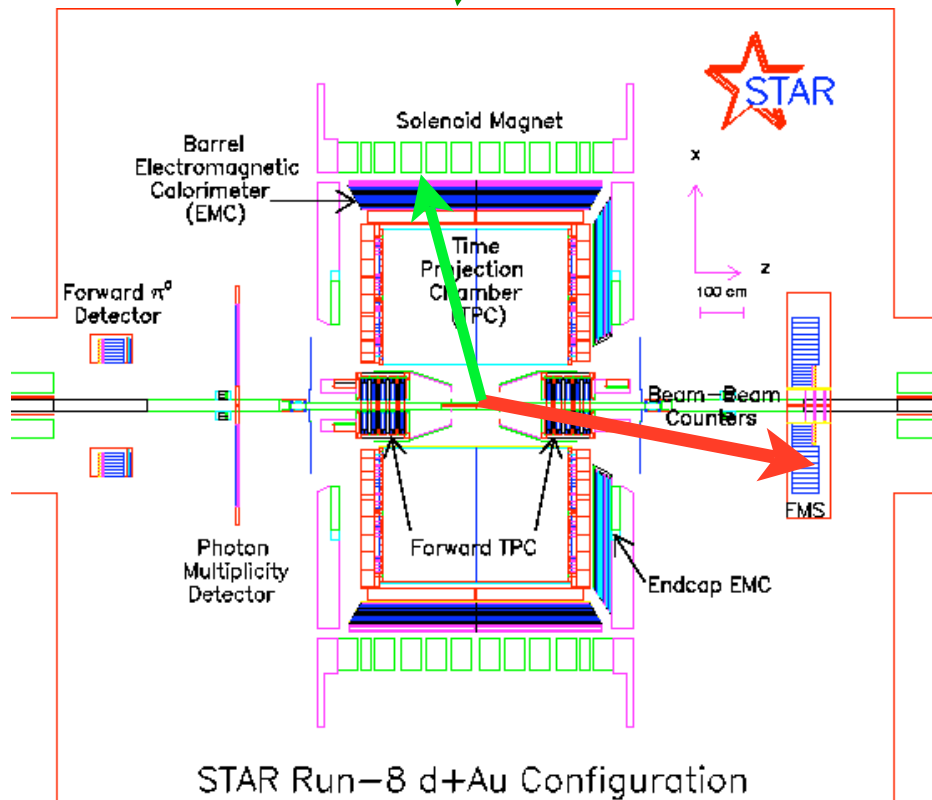 STAR
Solenoid Magnet
Barrel
Electromagnetic
Calorimeter
(EMC)
x
z
100 cm
Time
Projection
Chamber
(TPC)
Forward π⁰
Detector
Beam-Beam
Counters
FMS
Photon
Multiplicity
Detector
Forward TPC
Endcap EMC
STAR Run-8 d+Au Configuration